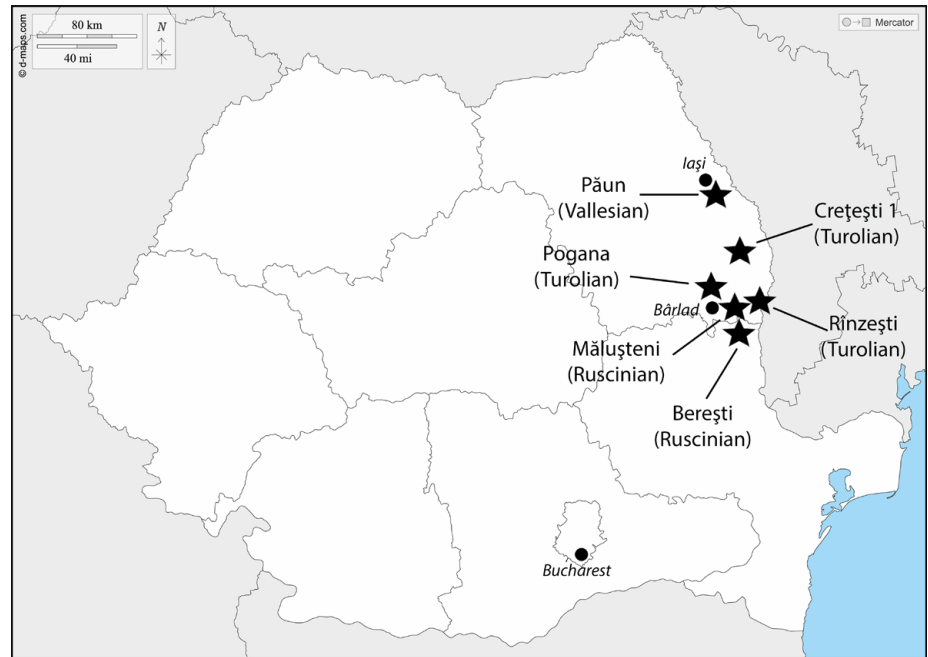 80 km
40 mi
© d-maps.com
N
Mercator
Iaşi
Păun
(Vallesian)
Creţeşti 1
(Turolian)
Pogana
(Turolian)
Bârlad
Rînzeşti
(Turolian)
Măluşteni
(Ruscinian)
Bereşti
(Ruscinian)
Bucharest